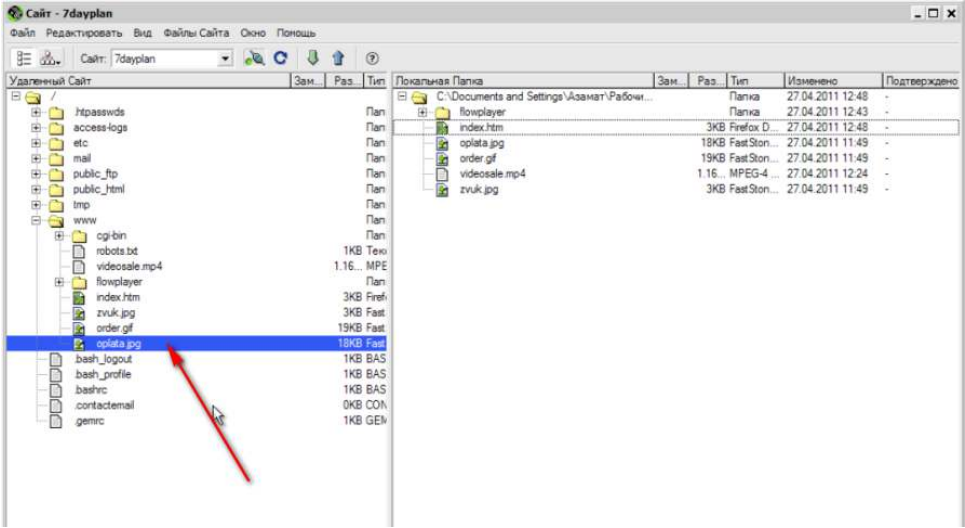 Сайт - 7dayplan
Файл Редактировать Вид Файлы Сайта Окно Помощь
Сайт: 7dayplan
Удаленный Сайт Зам... Раз... Тип
/
.htpasswds Пап
access-logs Пап
etc Пап
mail Пап
public_ftp Пап
public_html Пап
tmp Пап
www Пап
cgi-bin Пап
robots.txt 1KB Текс
videosale.mp4 1.16... MPE
flowplayer Пап
index.htm 3KB Firef
zvuk.jpg 3KB Fast
order.gif 19KB Fast
oplata.jpg 18KB Fast
.bash_logout 1KB BAS
.bash_profile 1KB BAS
.bashrc 1KB BAS
.contactemail 0KB CON
.gemrc 1KB GEM
Локальная Папка Зам... Раз... Тип Изменено Подтверждено
C:\Documents and Settings\Азамат\Рабочи... Папка 27.04.2011 12:48 -
flowplayer Папка 27.04.2011 12:43 -
index.htm 3KB Firefox D... 27.04.2011 12:48 -
oplata.jpg 18KB FastSton... 27.04.2011 11:49 -
order.gif 19KB FastSton... 27.04.2011 11:49 -
videosale.mp4 1.16... MPEG-4 ... 27.04.2011 12:24 -
zvuk.jpg 3KB FastSton... 27.04.2011 11:49 -